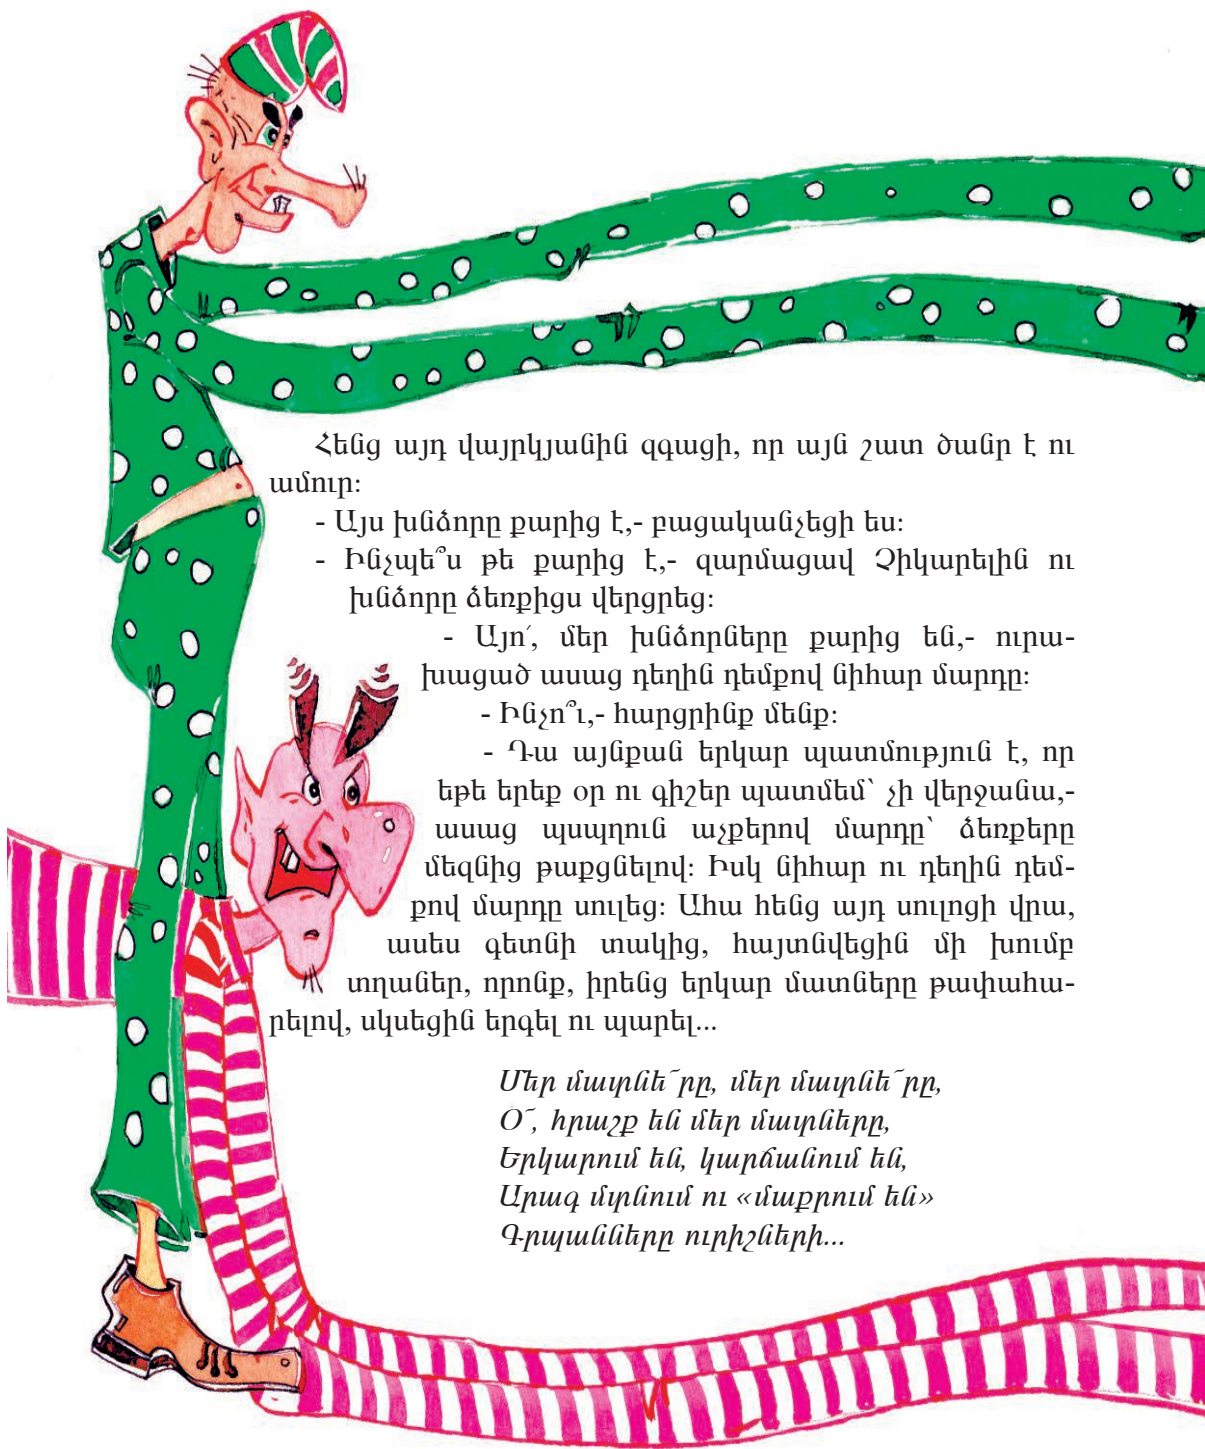 Հենց այդ վայրկյանին զգացի, որ այն շատ ծանր է ու
ամուր:
- Այս խնձորը քարից է,- բացականչեցի ես:
- Ինչպե՞ս թե քարից է,- զարմացավ Չիկարելին ու
խնձորը ձեռքիցս վերցրեց:
- Այո՛, մեր խնձորները քարից են,- ուրա-
խացած ասաց դեղին դեմքով նիհար մարդը:
- Ինչո՞ւ,- հարցրինք մենք:
- Դա այնքան երկար պատմություն է, որ
եթե երեք օր ու գիշեր պատմեմ՝ չի վերջանա,-
ասաց պսպղուն աչքերով մարդը՝ ձեռքերը
մեզնից թաքցնելով: Իսկ նիհար ու դեղին դեմ-
քով մարդը սուլեց: Ահա հենց այդ սուլոցի վրա,
ասես գետնի տակից, հայտնվեցին մի խումբ
տղաներ, որոնք, իրենց երկար մատները թափահա-
րելով, սկսեցին երգել ու պարել...
Մեր մատնե՜րը, մեր մատնե՜րը,
Օ՜, հրաշք են մեր մատները,
Երկարում են, կարճանում են,
Արագ մտնում ու «մաքրում են»
Գրպանները ուրիշների...